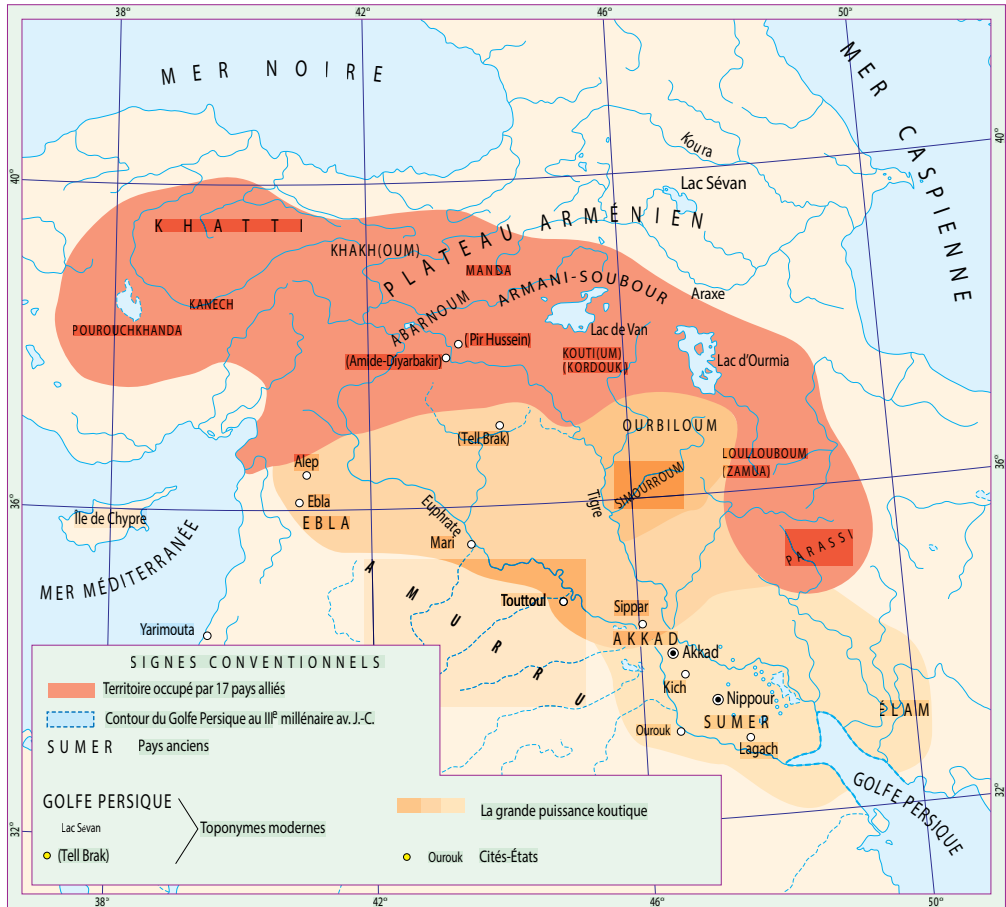 38°
42°
46°
50°
MER NOIRE
MER CASPIENNE
40°
40°
Koura
Lac Sévan
KHATTI
KHAKH(OUM)
PLATEAU ARMÉNIEN
MANDA
ARMANI-SOUBOUR
Araxe
KANECH
ABARNOUM
POUROUCHKHANDA
Lac de Van
(Pir Hussein)
(Amide-Diyarbakir)
KOUTI(UM)
(KORDOUK)
Lac d'Ourmia
OURBILOUM
(Tell Brak)
LOULLOUBOUM
(ZAMUA)
36°
36°
Alep
SIMOURROUM
Ebla
EBLA
Euphrate
Tigre
Île de Chypre
Mari
PARASSI
MER MÉDITERRANÉE
AMURRU
Touttoul
Sippar
Yarimouta
AKKAD
Akkad
Kich
Nippour
SUMER
ÉLAM
Ourouk
Lagach
GOLFE PERSIQUE
32°
32°
SIGNES CONVENTIONNELS
Territoire occupé par 17 pays alliés
Contour du Golfe Persique au IIIe millénaire av. J.-C.
SUMER Pays anciens
GOLFE PERSIQUE
Lac Sevan
(Tell Brak)
Toponymes modernes
La grande puissance koutique
Ourouk Cités-États
38°
42°
46°
50°